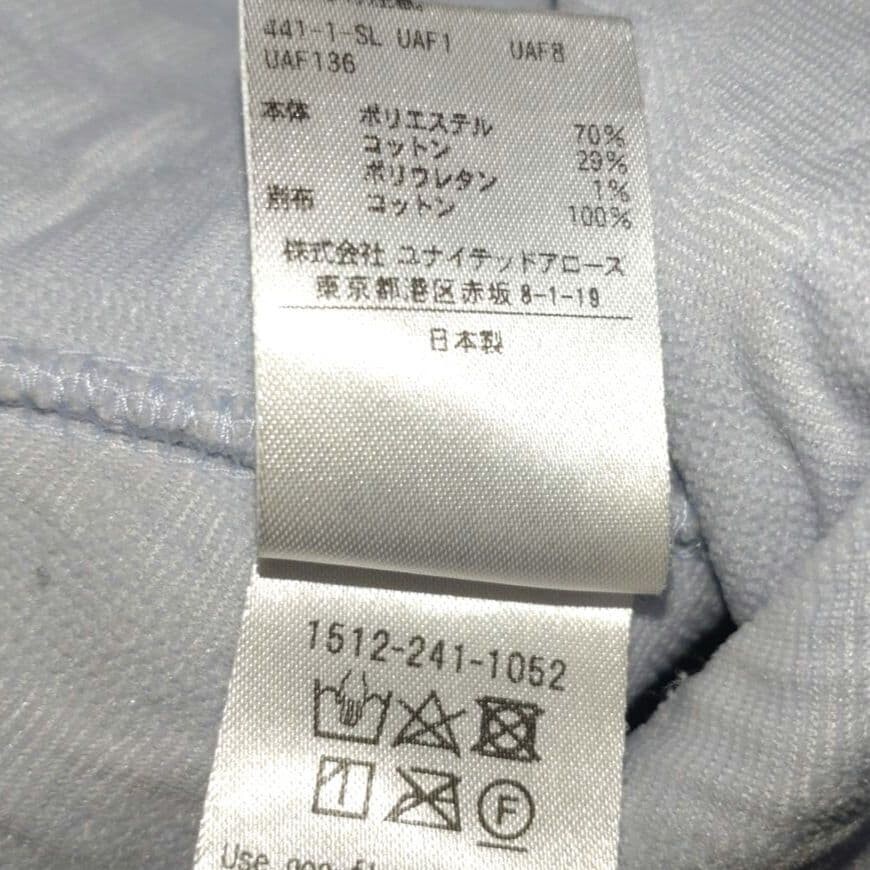 441-1-SL UAF1 UAF8
UAF136
本体 ポリエステル 70%
コットン 29%
ポリウレタン 1%
別布 コットン 100%
株式会社 ユナイテッドアローズ
東京都港区赤坂8-1-19
日本製
1512-241-1052
F
Use non